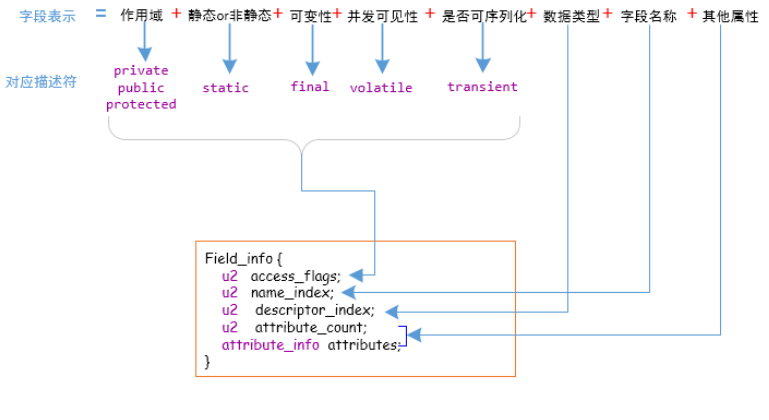 字段表示 = 作用域 + 静态or非静态 + 可变性 + 并发可见性 + 是否可序列化 + 数据类型 + 字段名称 + 其他属性
对应描述符
private
public
protected
static
final
volatile
transient
Field_info {
u2 access_flags;
u2 name_index;
u2 descriptor_index;
u2 attribute_count;
attribute_info attributes;
}